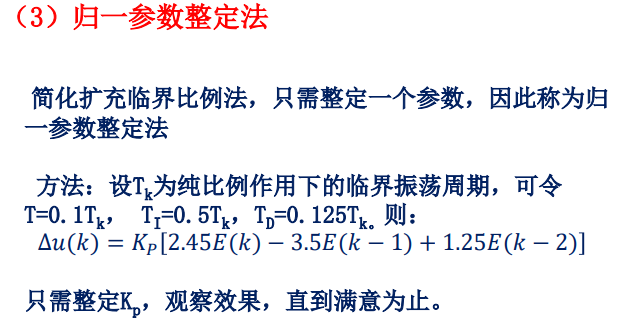 （3）归一参数整定法
简化扩充临界比例法，只需整定一个参数，因此称为归
一参数整定法
方法：设Tk为纯比例作用下的临界振荡周期，可令
T=0.1Tk， TI=0.5Tk，TD=0.125Tk。则：
Δu(k) = KP[2.45E(k) − 3.5E(k − 1) + 1.25E(k − 2)]
只需整定Kp，观察效果，直到满意为止。